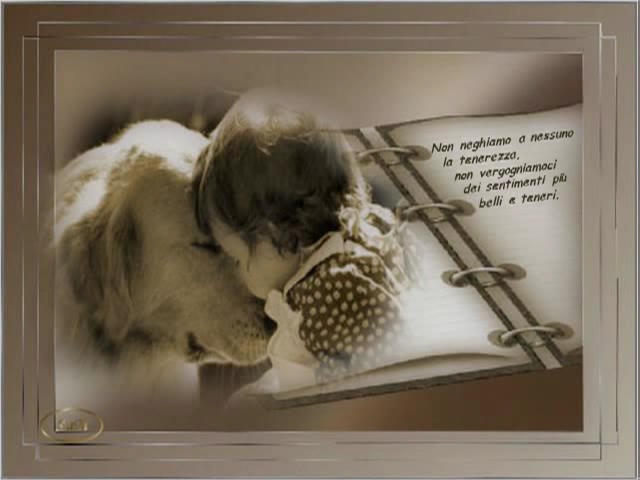 Non neghiamo a nessuno
la tenerezza,
non vergogniamoci
dei sentimenti più
belli e teneri.